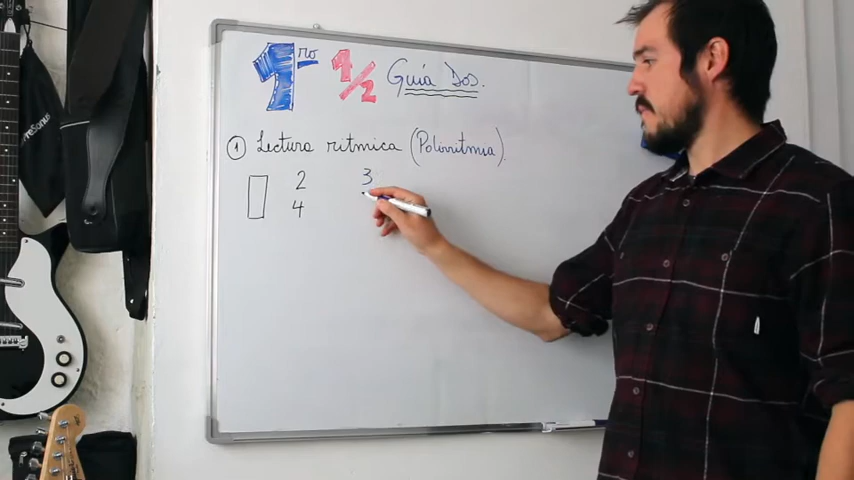 1ro 1/2 Guía Dos.
① Lectura ritmica (Polirritmia)
2 3
4